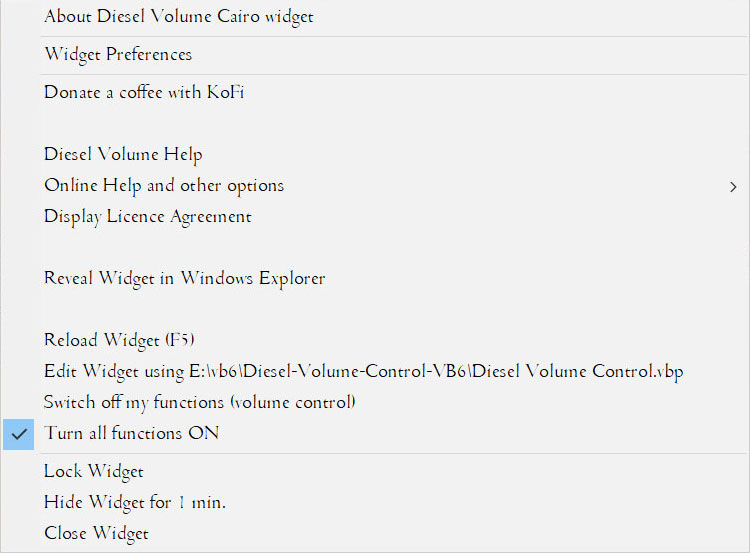 About Diesel Volume Cairo widget
Widget Preferences
Donate a coffee with KoFi
Diesel Volume Help
Online Help and other options
Display Licence Agreement
Reveal Widget in Windows Explorer
Reload Widget (F5)
Edit Widget using E:\vb6\Diesel-Volume-Control-VB6\Diesel Volume Control.vbp
Switch off my functions (volume control)
Turn all functions ON
Lock Widget
Hide Widget for 1 min.
Close Widget